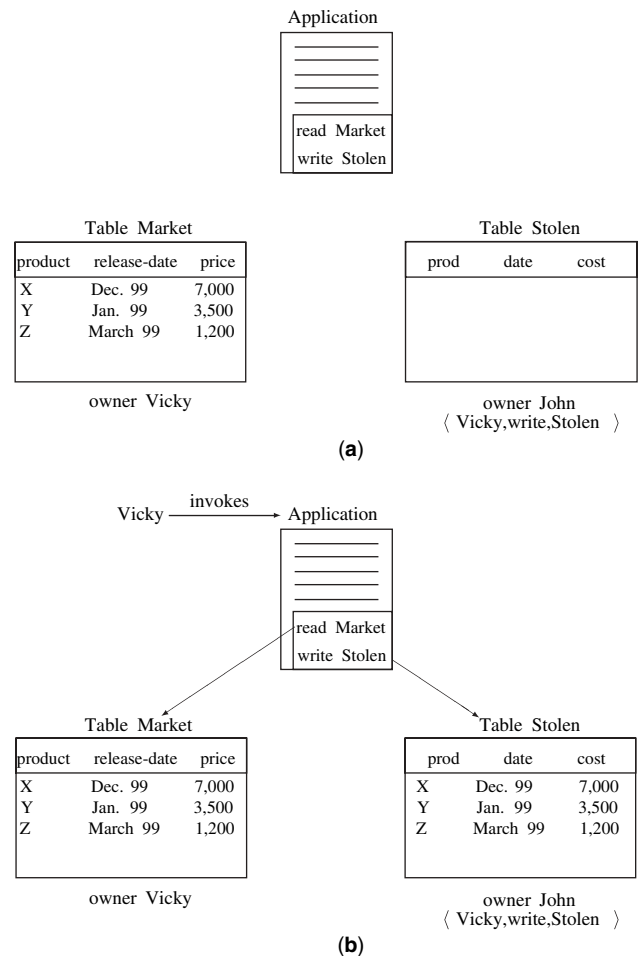 Application
read Market
write Stolen
Table Market
product release-date price
X Dec. 99 7,000
Y Jan. 99 3,500
Z March 99 1,200
owner Vicky
Table Stolen
prod date cost
owner John
⟨ Vicky,write,Stolen ⟩
(a)
Vicky invokes Application
read Market
write Stolen
Table Market
product release-date price
X Dec. 99 7,000
Y Jan. 99 3,500
Z March 99 1,200
owner Vicky
Table Stolen
prod date cost
X Dec. 99 7,000
Y Jan. 99 3,500
Z March 99 1,200
owner John
⟨ Vicky,write,Stolen ⟩
(b)